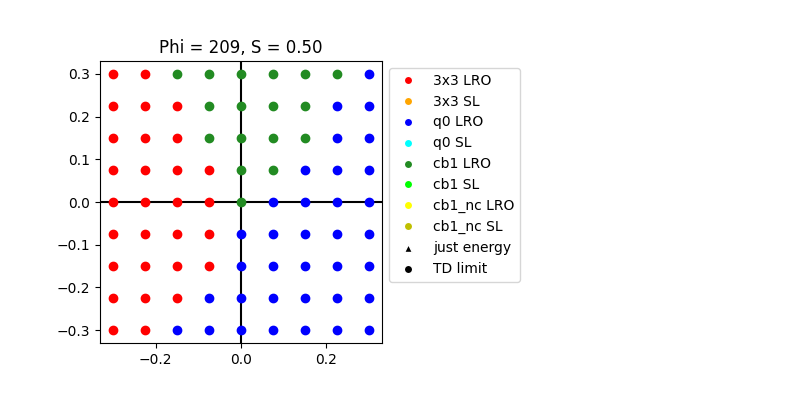 Phi = 209, S = 0.50
0.3
0.2
0.1
0.0
−0.1
−0.2
−0.3
−0.2
0.0
0.2
3x3 LRO
3x3 SL
q0 LRO
q0 SL
cb1 LRO
cb1 SL
cb1_nc LRO
cb1_nc SL
just energy
TD limit